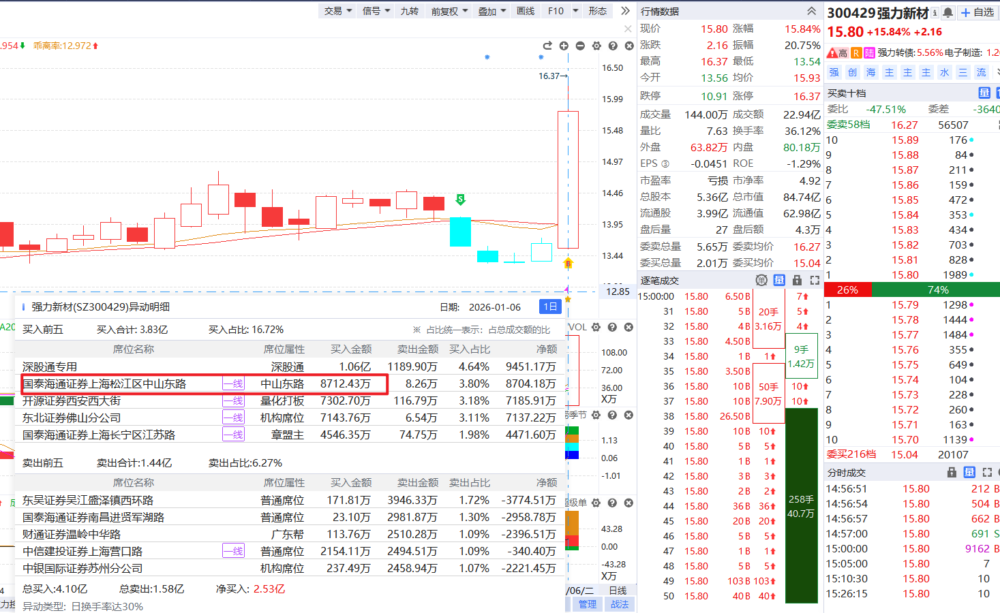 交易 信号 九转 前复权 叠加 画线 F10 形态
.954 乖离率:12.972
16.37
16.50
15.99
15.48
14.97
14.46
13.95
13.44
12.85
S
B
强力新材(SZ300429)异动明细 日期: 2026-01-06 1日
买入前五 买入合计: 3.83亿 买入占比: 16.72% ※ 占比统一表示: 占总成交额的比
席位名称 席位属性 买入金额 卖出金额 买入占比 净额
深股通专用 深股通 1.06亿 1189.90万 4.64% 9451.17万
国泰海通证券上海松江区中山东路 一线 中山东路 8712.43万 8.26万 3.80% 8704.18万
开源证券西安西大街 一线 量化打板 7302.70万 116.79万 3.18% 7185.91万
东北证券佛山分公司 一线 机构席位 7143.76万 6.54万 3.11% 7137.22万
国泰海通证券上海长宁区江苏路 一线 章盟主 4546.35万 74.75万 1.98% 4471.60万
卖出前五 卖出合计:1.44亿 卖出占比:6.27%
席位名称 席位属性 买入金额 卖出金额 卖出占比 净额
东吴证券吴江盛泽镇西环路 普通席位 171.81万 3946.33万 1.72% -3774.51万
国泰海通证券南昌进贤军湖路 普通席位 23.10万 2981.87万 1.30% -2958.78万
财通证券温岭中华路 广东帮 113.76万 2510.28万 1.09% -2396.51万
中信建投证券上海营口路 一线 普通席位 2154.11万 2494.51万 1.09% -340.40万
中银国际证券苏州分公司 机构席位 237.49万 2458.94万 1.07% -2221.45万
总买入:4.10亿 总卖出:1.58亿 净买入: 2.53亿
异动类型: 日换手率达30%
VOL
108.00
72.00
36.00
X万
季节
1.13
0.06
-1.01
级单
43.28
0.00
-43.28
X万
/06/二 日线
管理 战法
行情数据
现价 15.80 涨幅 15.84%
涨跌 2.16 振幅 20.75%
最高 16.37 最低 13.54
今开 13.56 均价 15.93
跌停 10.91 涨停 16.37
成交量 144.00万 成交额 22.94亿
量比 7.63 换手率 36.12%
外盘 63.82万 内盘 80.18万
EPS ③ -0.0451 ROE -1.29%
市盈率 亏损 市净率 4.92
总股本 5.36亿 总市值 84.74亿
流通股 3.99亿 流通值 62.98亿
盘后量 27 盘后额 4.3万
委卖总量 5.65万 委卖均价 16.27
委买总量 2.01万 委买均价 15.04
逐笔成交 量
15:00:00 15.80 6.50B 7
31 15.80 5B 5
32 15.80 4B 4
33 15.80 4.50B
34 15.80 1B 1
35 15.80 3.50B
36 15.80 10B 10
37 15.80 10B 10
38 15.80 26.50B
39 15.80 10B 10
40 15.80 5B 5
41 15.80 1B 1
42 15.80 3B 3
43 15.80 2B 2
44 15.80 36B 36
45 15.80 20B 20
46 15.80 5B 5
47 15.80 1B 1
48 15.80 5B 5
49 15.80 103B 103
50 15.80 40B 40
20手
3.16万
9手
1.42万
50手
7.90万
258手
40.7万
300429强力新材 自选
15.80 +15.84% +2.16
高 R 陆 强力转债: 5.56% 电子制造: 1.2
强 创 海 主 主 主 水 三 流
买卖十档 量
委比 -47.51% 委差 -3640
委卖58档 16.27 56507
10 15.89 176
9 15.88 84
8 15.87 211
7 15.86 159
6 15.85 472
5 15.84 353
4 15.83 434
3 15.82 703
2 15.81 828
1 15.80 1989
26% 74%
1 15.79 1298
2 15.78 1444
3 15.77 1484
4 15.76 355
5 15.75 649
6 15.74 104
7 15.73 228
8 15.72 260
9 15.71 163
10 15.70 1139
委买216档 15.04 20107
分时成交 量
14:56:51 15.80 212 B
14:56:54 15.80 504 B
14:56:57 15.80 662 B
14:57:00 15.80 691 S
15:00:00 15.80 9162 B
15:05:00 15.80 7
15:10:30 15.80 10
15:26:15 15.80 10